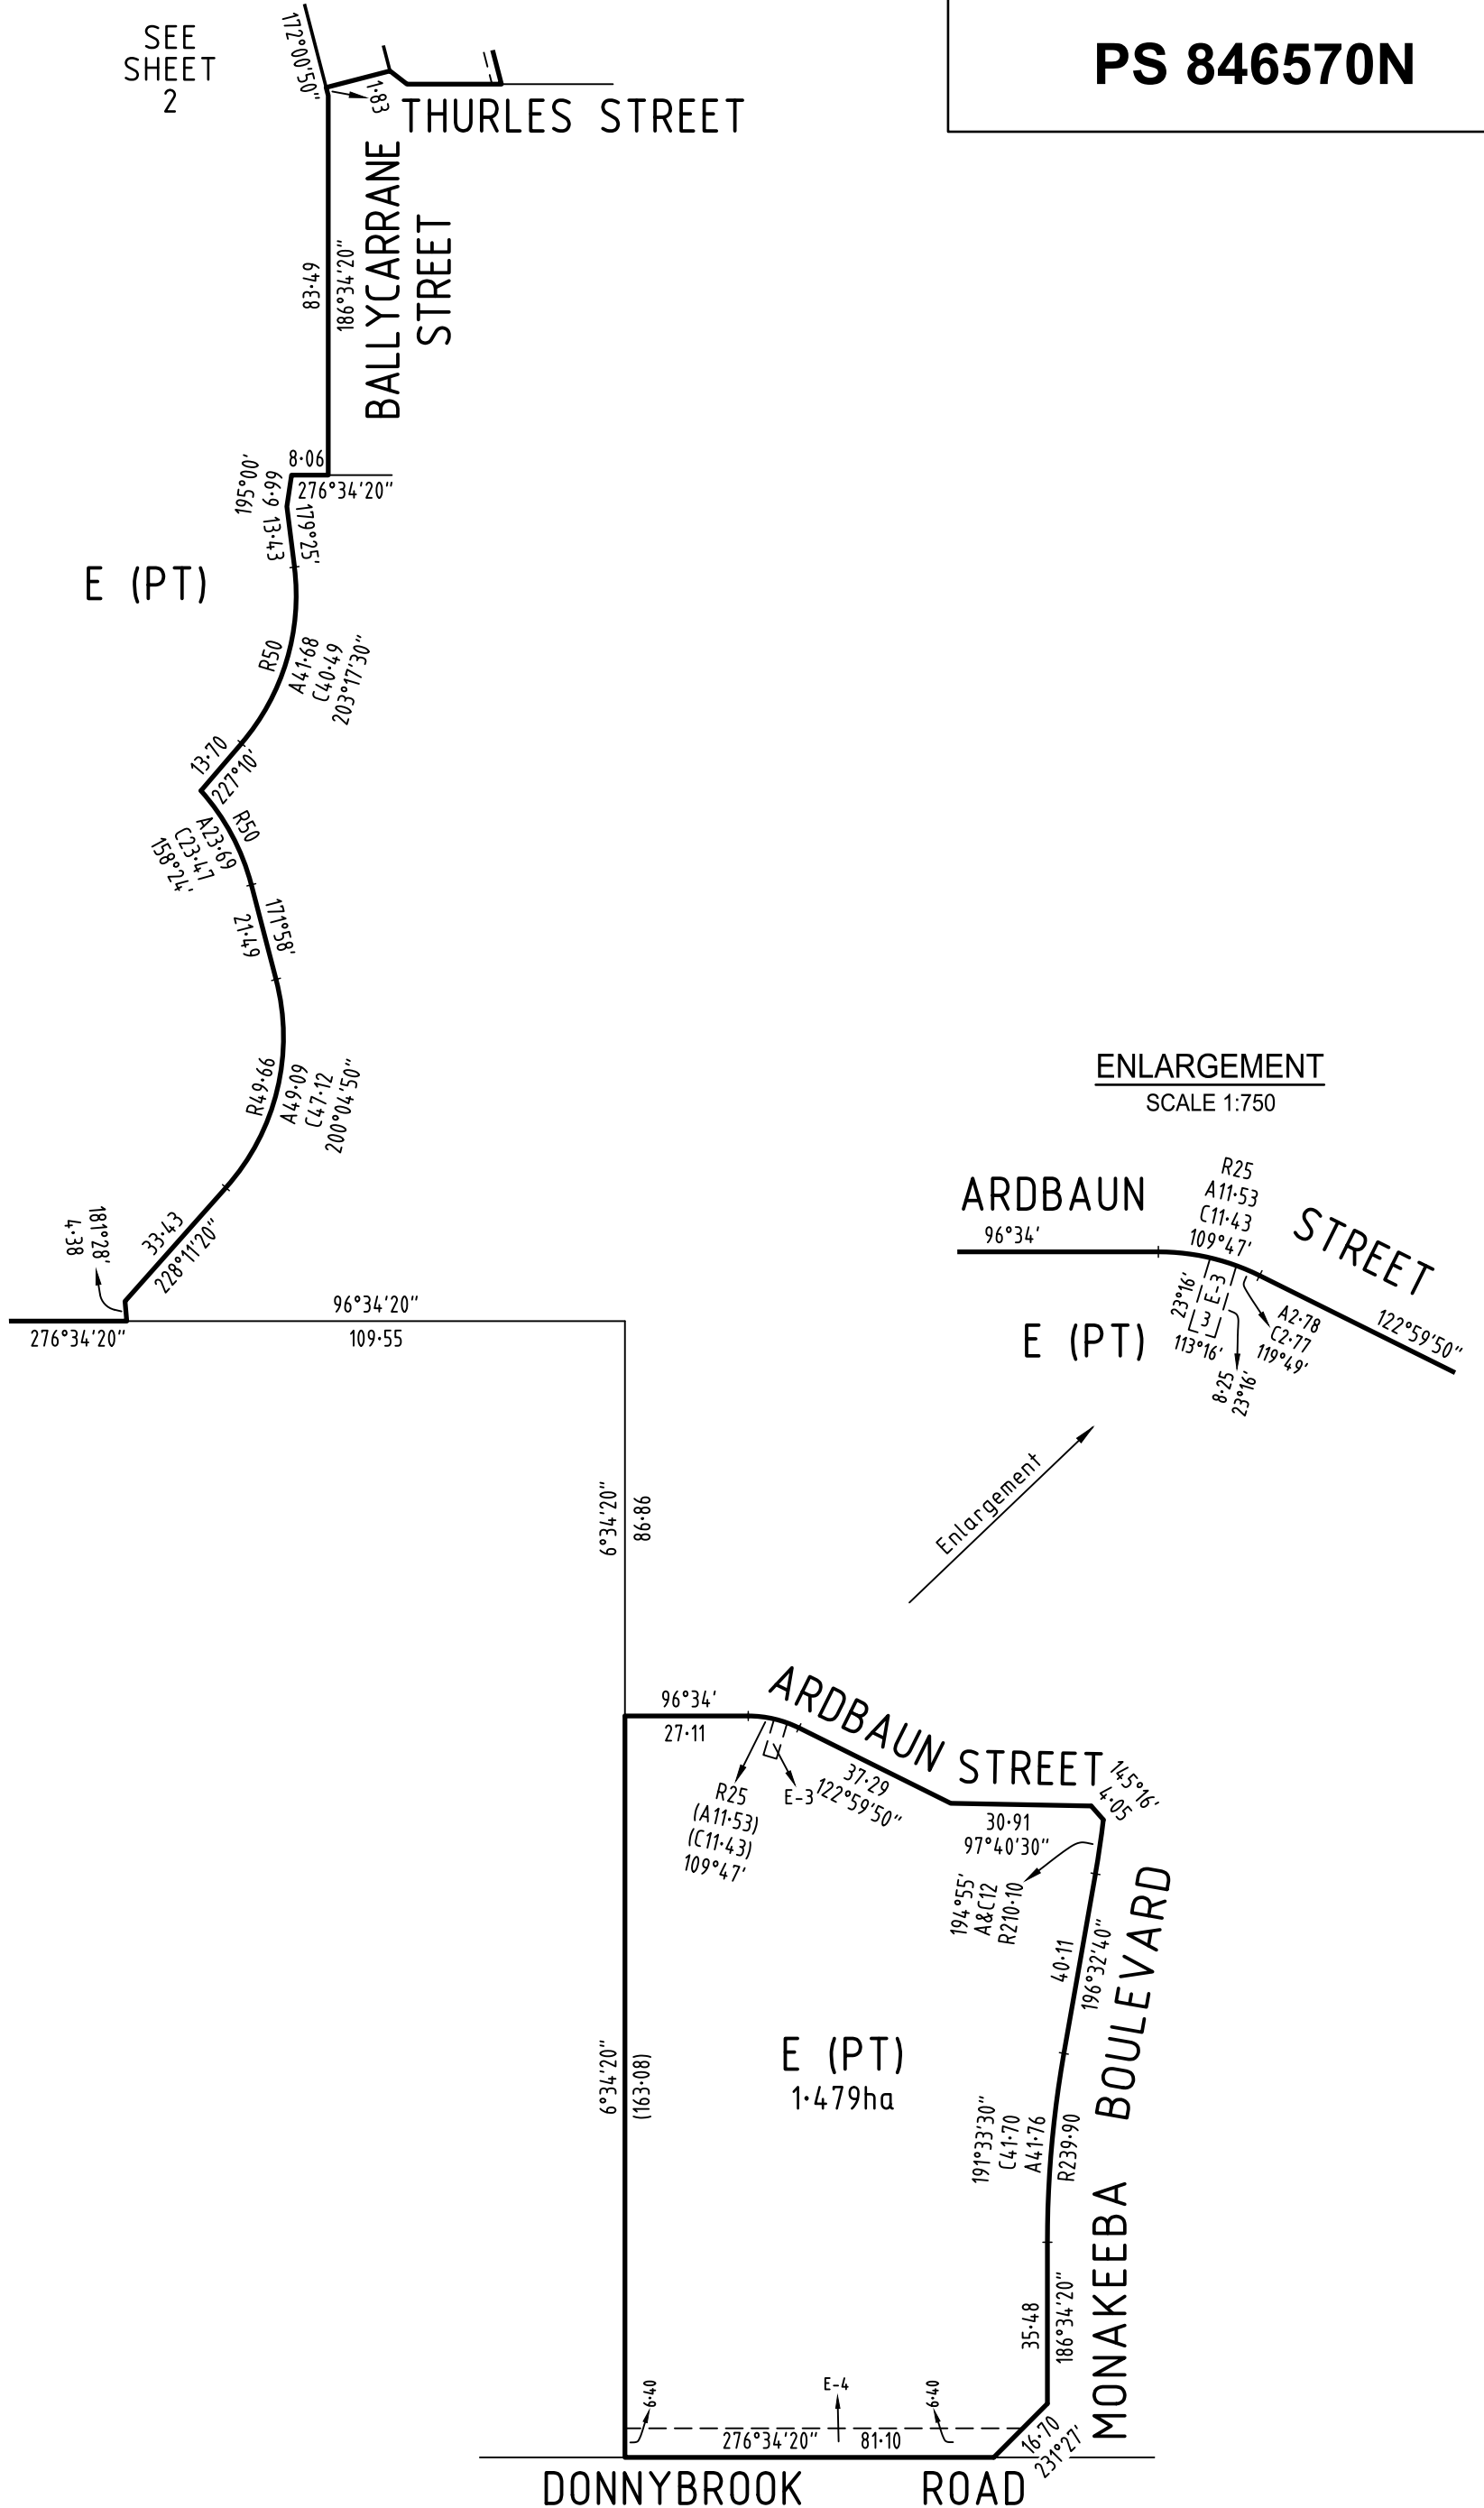 PS 846570N
SEE
SHEET
2
172°00'50"
1·83
THURLES STREET
BALLYCARRANE
STREET
83·49
186°34'20"
8·06
276°34'20"
195°00'
6·99
13·43
179°25'
E (PT)
R50
A41·68
C40·49
203°17'30"
13·70
227°10'
R50
A23·69
C23·47
158°24'
171°58'
21·49
R49·66
A49·09
C47·12
200°04'50"
181°28'
4·38
33·43
228°11'20"
276°34'20"
96°34'20"
109·55
ENLARGEMENT
SCALE 1:750
ARDBAUN STREET
96°34'
R25
A11·53
C11·43
109°47'
23°16'
E-3
3
113°16'
E (PT)
A2·78
C2·77
119°49'
122°59'50"
8·25
23°16'
Enlargement
6°34'20"
86·86
96°34'
27·11
ARDBAUN STREET
R25
(A11·53)
(C11·43)
109°47'
E-3
37·29
122°59'50"
30·91
97°40'30"
145°16'
4·05
194°55'
A&C12
R210·10
40·11
196°32'40"
MONAKEEBA BOULEVARD
E (PT)
1·479ha
6°34'20"
(163·08)
191°33'30"
C41·70
A41·76
R239·90
35·48
186°34'20"
6·40
E-4
6·40
276°34'20"
81·10
16·70
231°27'
DONNYBROOK ROAD